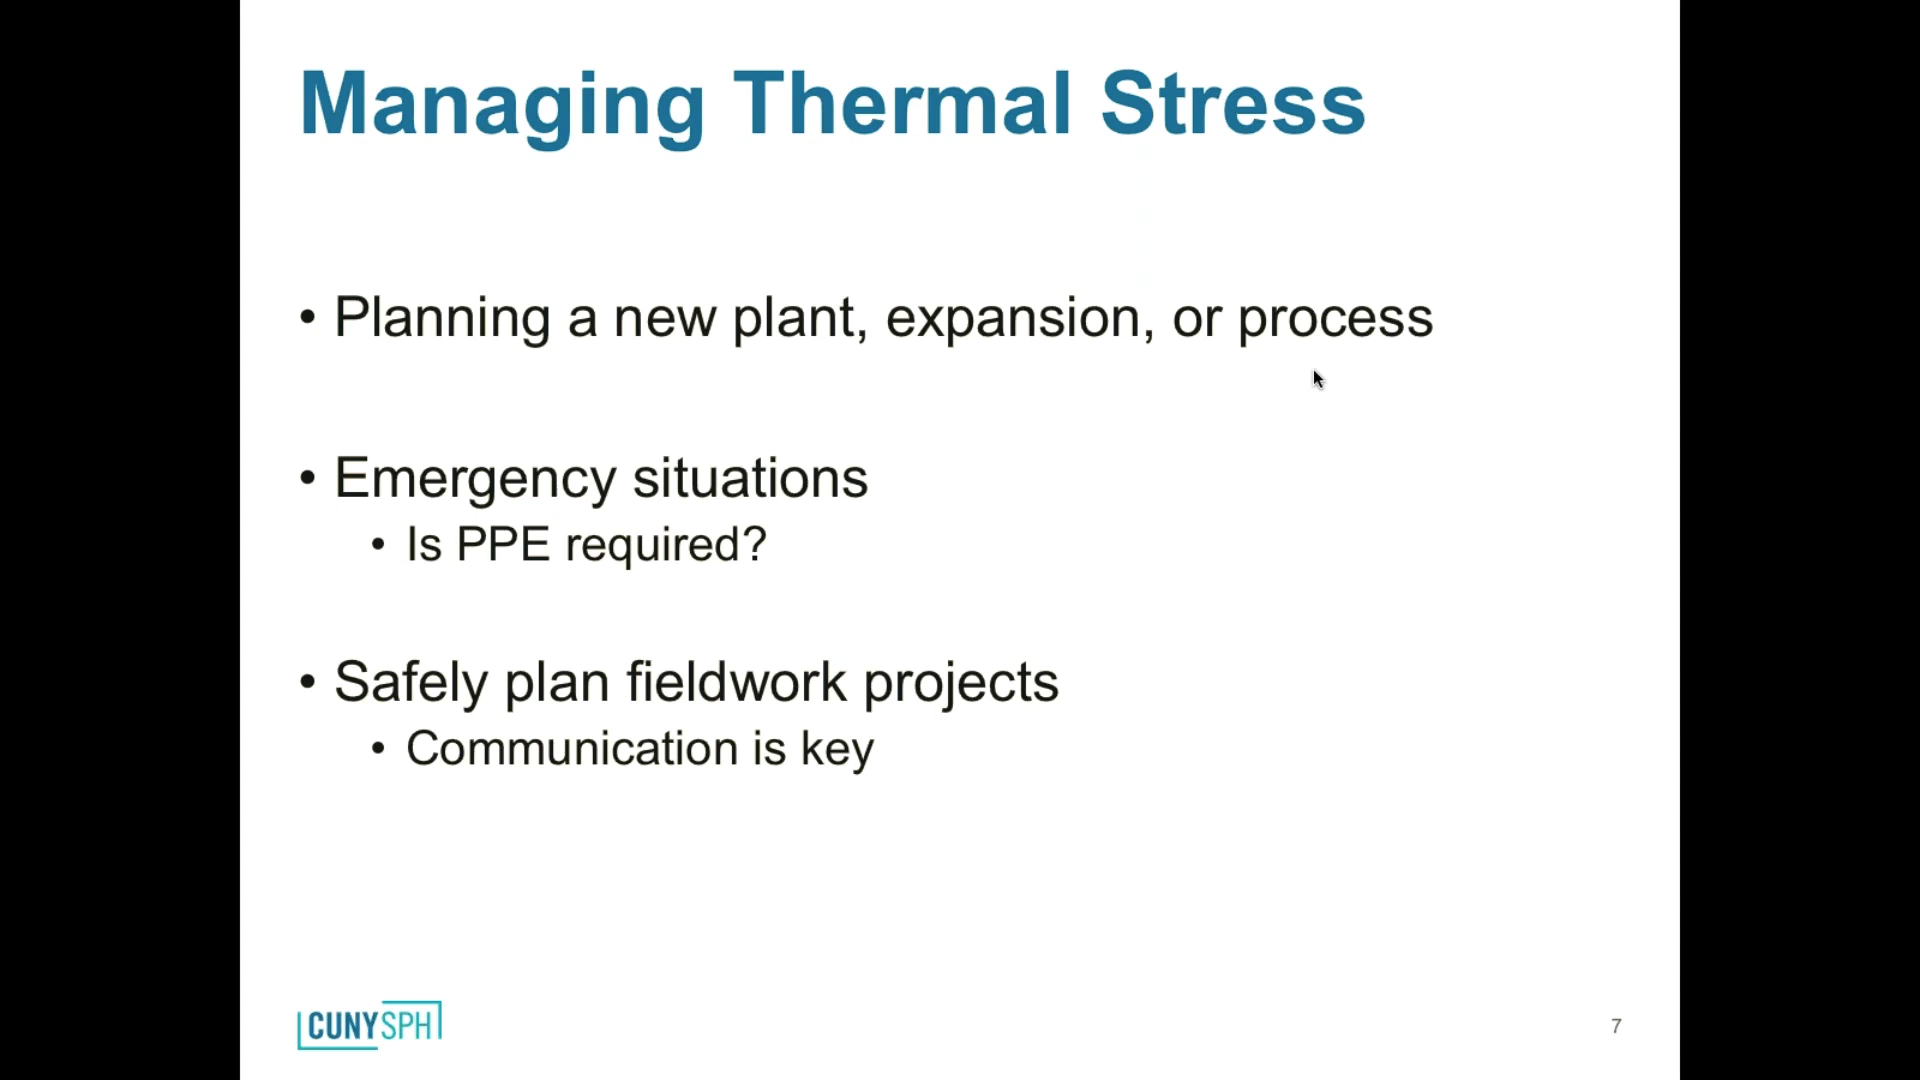 Managing Thermal Stress
• Planning a new plant, expansion, or process
• Emergency situations
• Is PPE required?
• Safely plan fieldwork projects
• Communication is key
CUNYSPH
7